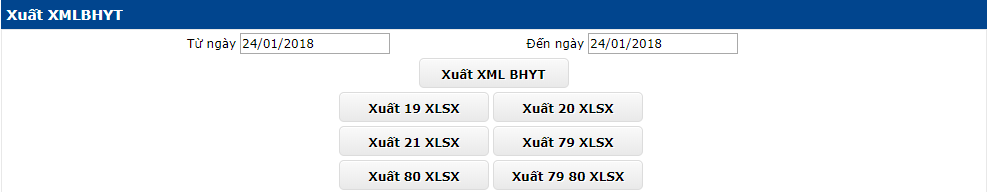 Xuất XMLBHYT
Từ ngày 24/01/2018 Đến ngày 24/01/2018
Xuất XML BHYT
Xuất 19 XLSX Xuất 20 XLSX
Xuất 21 XLSX Xuất 79 XLSX
Xuất 80 XLSX Xuất 79 80 XLSX